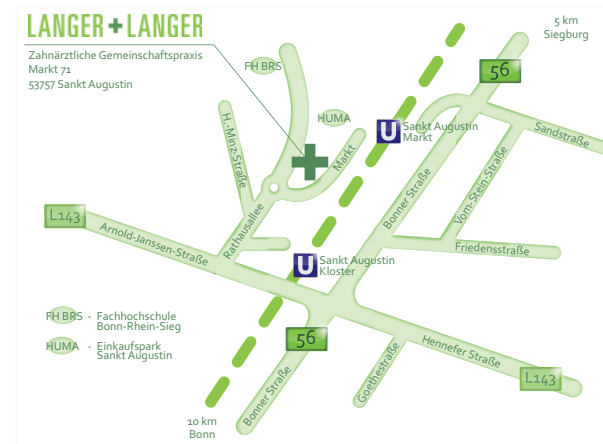 LANGER + LANGER
Zahnärztliche Gemeinschaftspraxis
Markt 71
53757 Sankt Augustin
5 km
Siegburg
56
FH BRS
HUMA
U
Sankt Augustin
Markt
Sandstraße
H.-Minz-Straße
Markt
Bonner Straße
Vom-Stein-Straße
L143
Rathausallee
Arnold-Janssen-Straße
Friedensstraße
U
Sankt Augustin
Kloster
FH BRS - Fachhochschule
Bonn-Rhein-Sieg
HUMA - Einkaufspark
Sankt Augustin
56
Hennefer Straße
Goethestraße
L143
Bonner Straße
10 km
Bonn